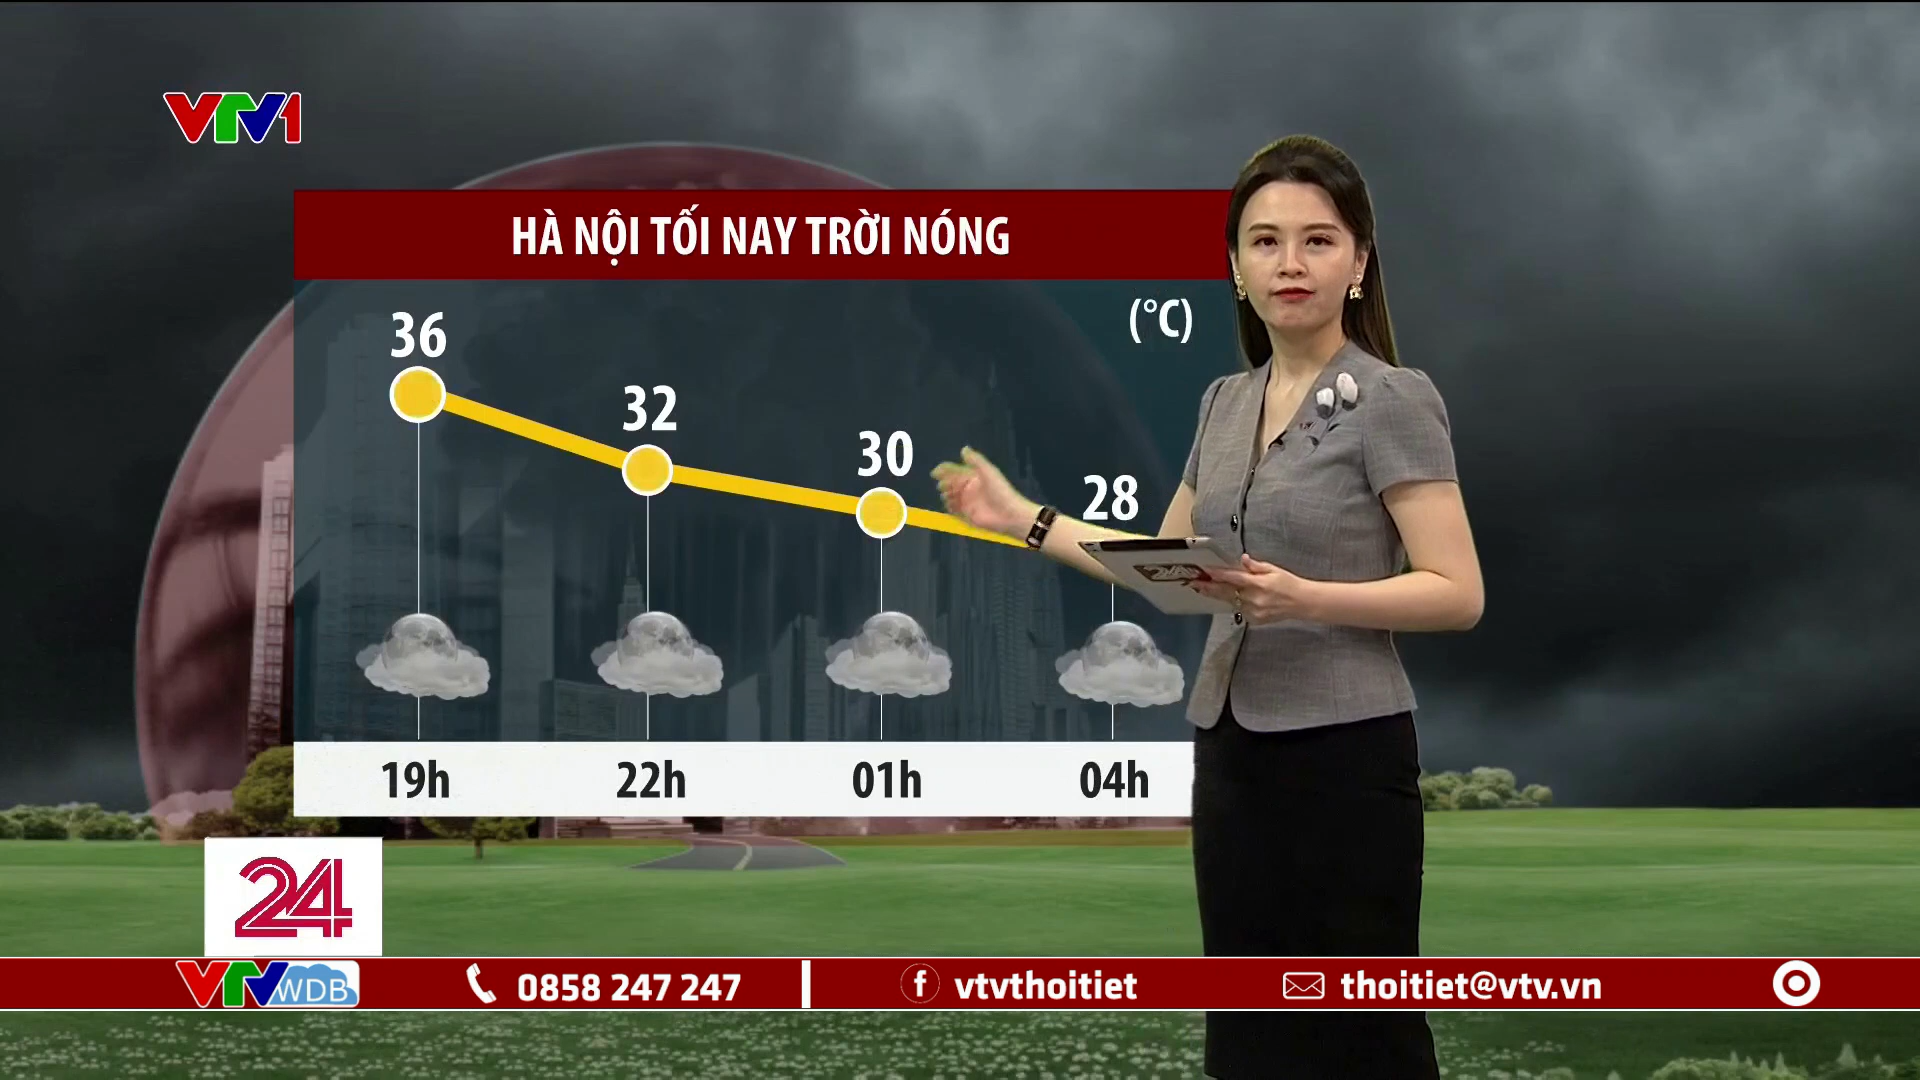 VTV1
HÀ NỘI TỐI NAY TRỜI NÓNG
(°C)
36
32
30
28
24
19h
22h
01h
04h
24
VTV WDB
0858 247 247
f vtvthoitiet
thoitiet@vtv.vn